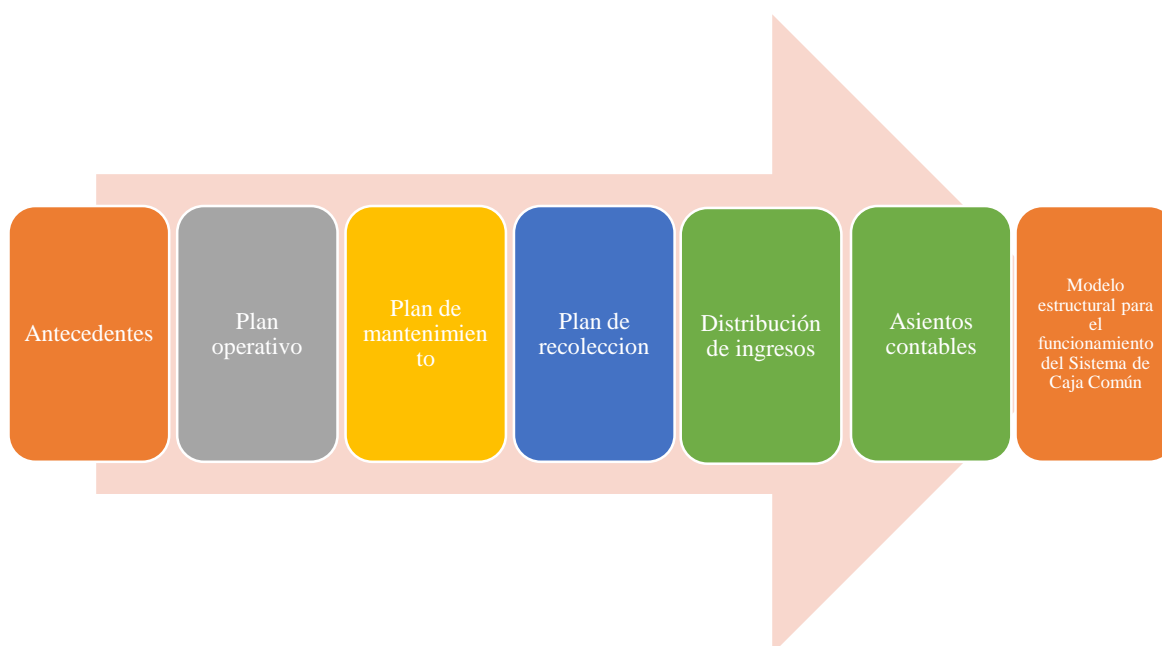 Antecedentes
Plan
operativo
Plan de
mantenimien
to
Plan de
recoleccion
Distribución
de ingresos
Asientos
contables
Modelo
estructural para
el
funcionamiento
del Sistema de
Caja Común